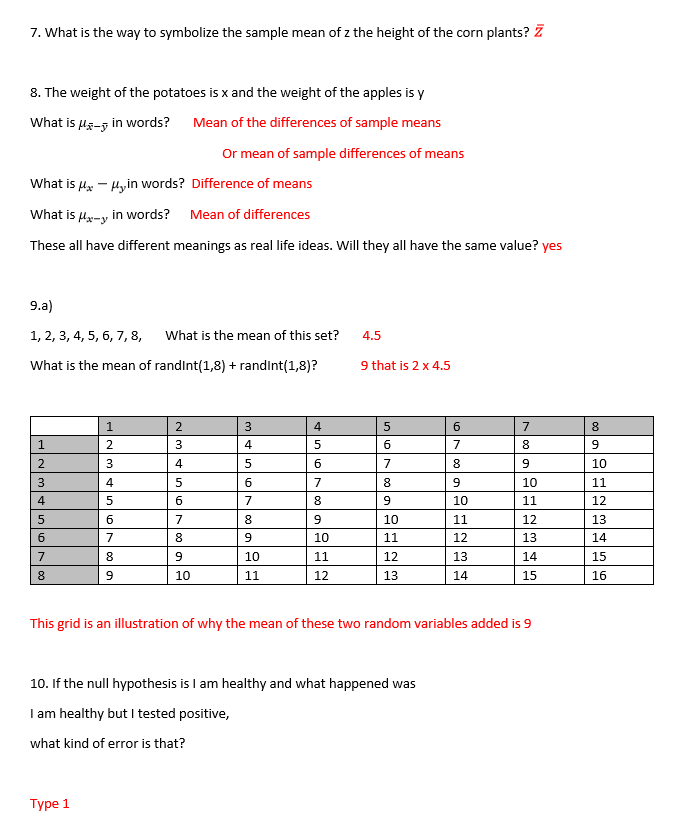 7. What is the way to symbolize the sample mean of z the height of the corn plants? z̄
8. The weight of the potatoes is x and the weight of the apples is y
What is μx̄−ȳ in words? Mean of the differences of sample means
Or mean of sample differences of means
What is μx − μy in words? Difference of means
What is μx−y in words? Mean of differences
These all have different meanings as real life ideas. Will they all have the same value? yes
9.a)
1, 2, 3, 4, 5, 6, 7, 8, What is the mean of this set? 4.5
What is the mean of randInt(1,8) + randInt(1,8)? 9 that is 2 x 4.5
1 2 3 4 5 6 7 8
1 2 3 4 5 6 7 8 9
2 3 4 5 6 7 8 9 10
3 4 5 6 7 8 9 10 11
4 5 6 7 8 9 10 11 12
5 6 7 8 9 10 11 12 13
6 7 8 9 10 11 12 13 14
7 8 9 10 11 12 13 14 15
8 9 10 11 12 13 14 15 16
This grid is an illustration of why the mean of these two random variables added is 9
10. If the null hypothesis is I am healthy and what happened was
I am healthy but I tested positive,
what kind of error is that?
Type 1